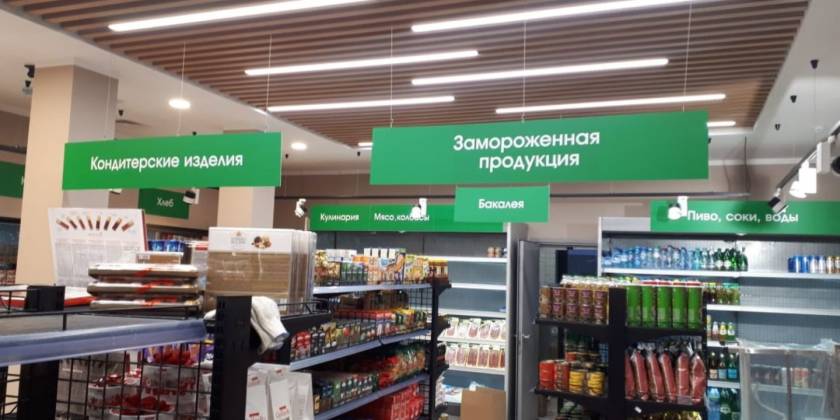 Кондитерские изделия
Замороженная
продукция
Хлеб
Кулинария
Мясо, колбасы
Бакалея
Пиво, соки, воды